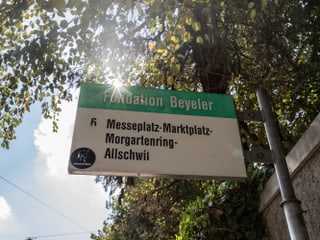 Fondation Beyeler
6 Messeplatz-Marktplatz-
Morgartenring-
Allschwil